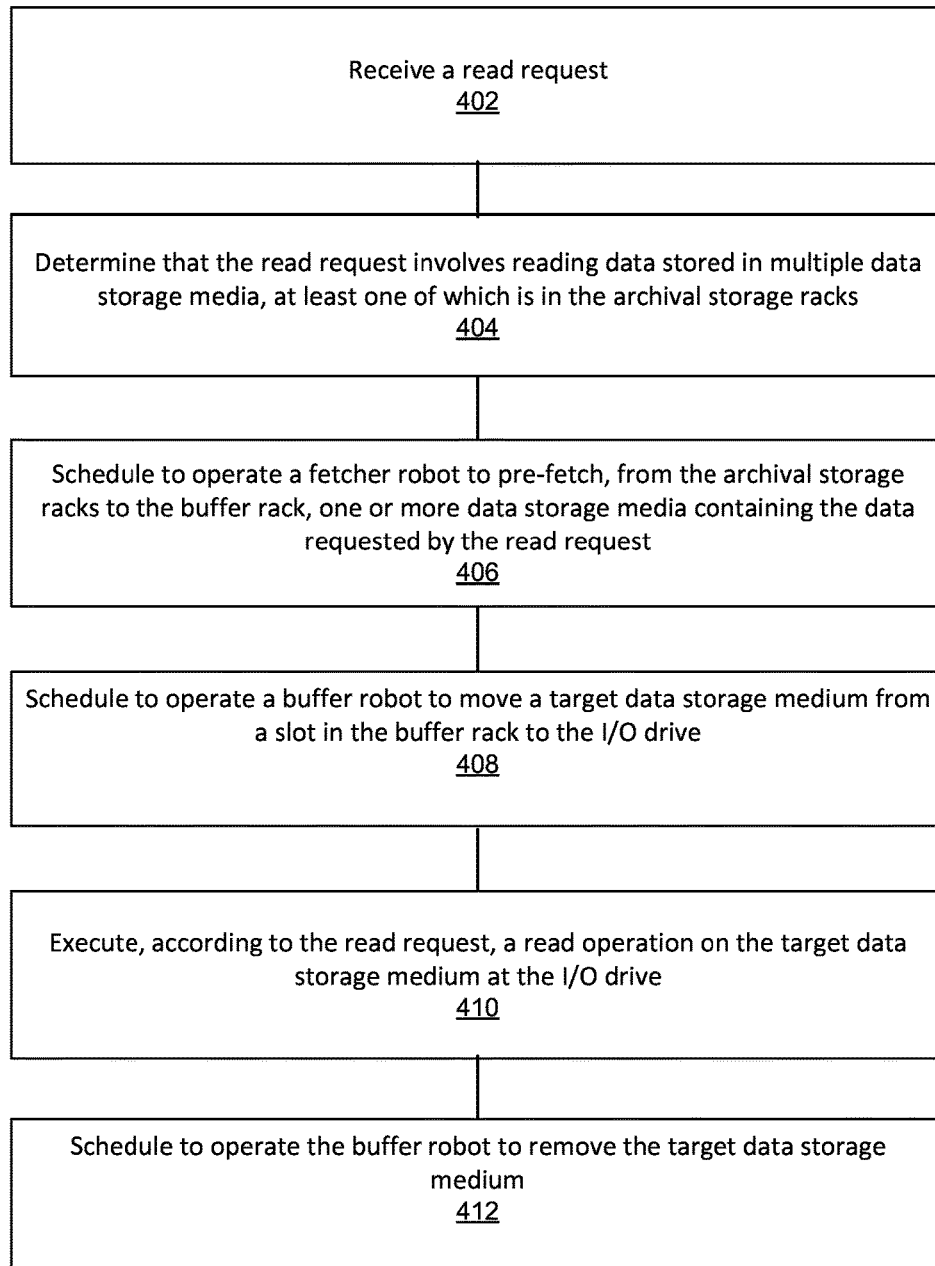 Receive a read request
402
Determine that the read request involves reading data stored in multiple data
storage media, at least one of which is in the archival storage racks
404
Schedule to operate a fetcher robot to pre-fetch, from the archival storage
racks to the buffer rack, one or more data storage media containing the data
requested by the read request
406
Schedule to operate a buffer robot to move a target data storage medium from
a slot in the buffer rack to the I/O drive
408
Execute, according to the read request, a read operation on the target data
storage medium at the I/O drive
410
Schedule to operate the buffer robot to remove the target data storage
medium
412